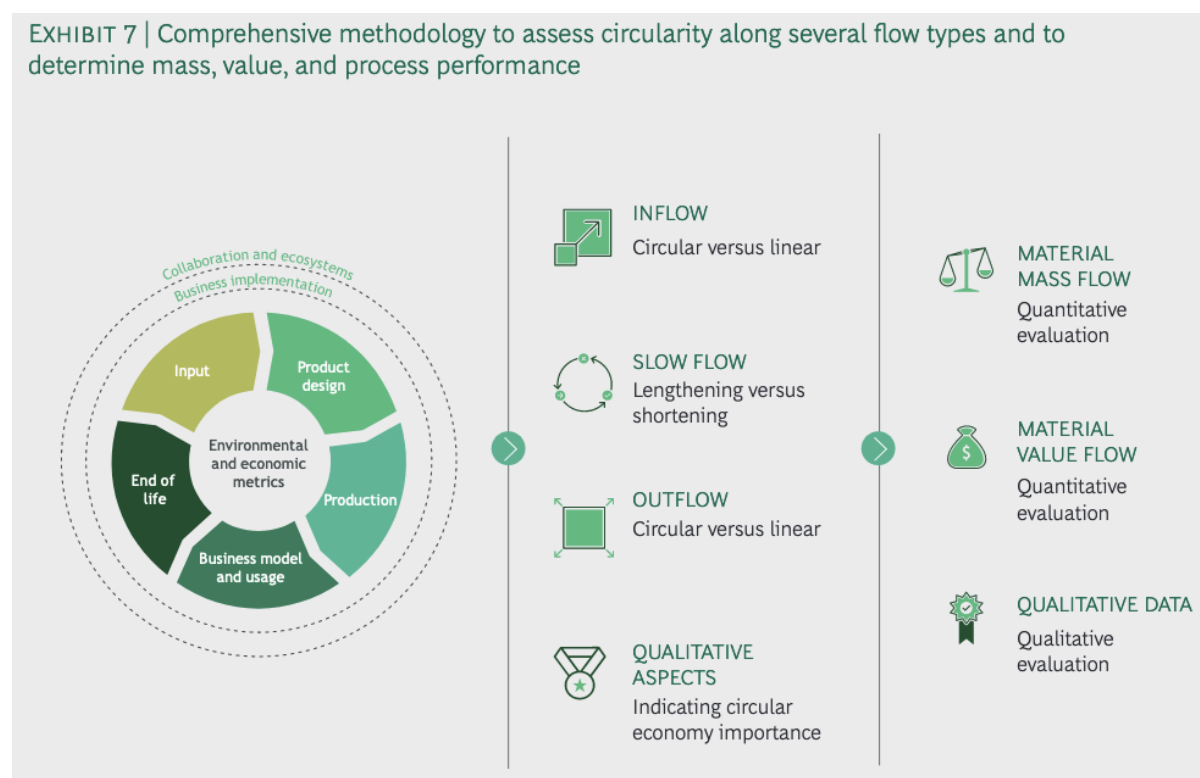 EXHIBIT 7 | Comprehensive methodology to assess circularity along several flow types and to
determine mass, value, and process performance
Collaboration and ecosystems
Business implementation
Input
Product
design
Production
Business model
and usage
End of
life
Environmental
and economic
metrics
INFLOW
Circular versus linear
SLOW FLOW
Lengthening versus
shortening
OUTFLOW
Circular versus linear
QUALITATIVE
ASPECTS
Indicating circular
economy importance
MATERIAL
MASS FLOW
Quantitative
evaluation
$
MATERIAL
VALUE FLOW
Quantitative
evaluation
QUALITATIVE DATA
Qualitative
evaluation